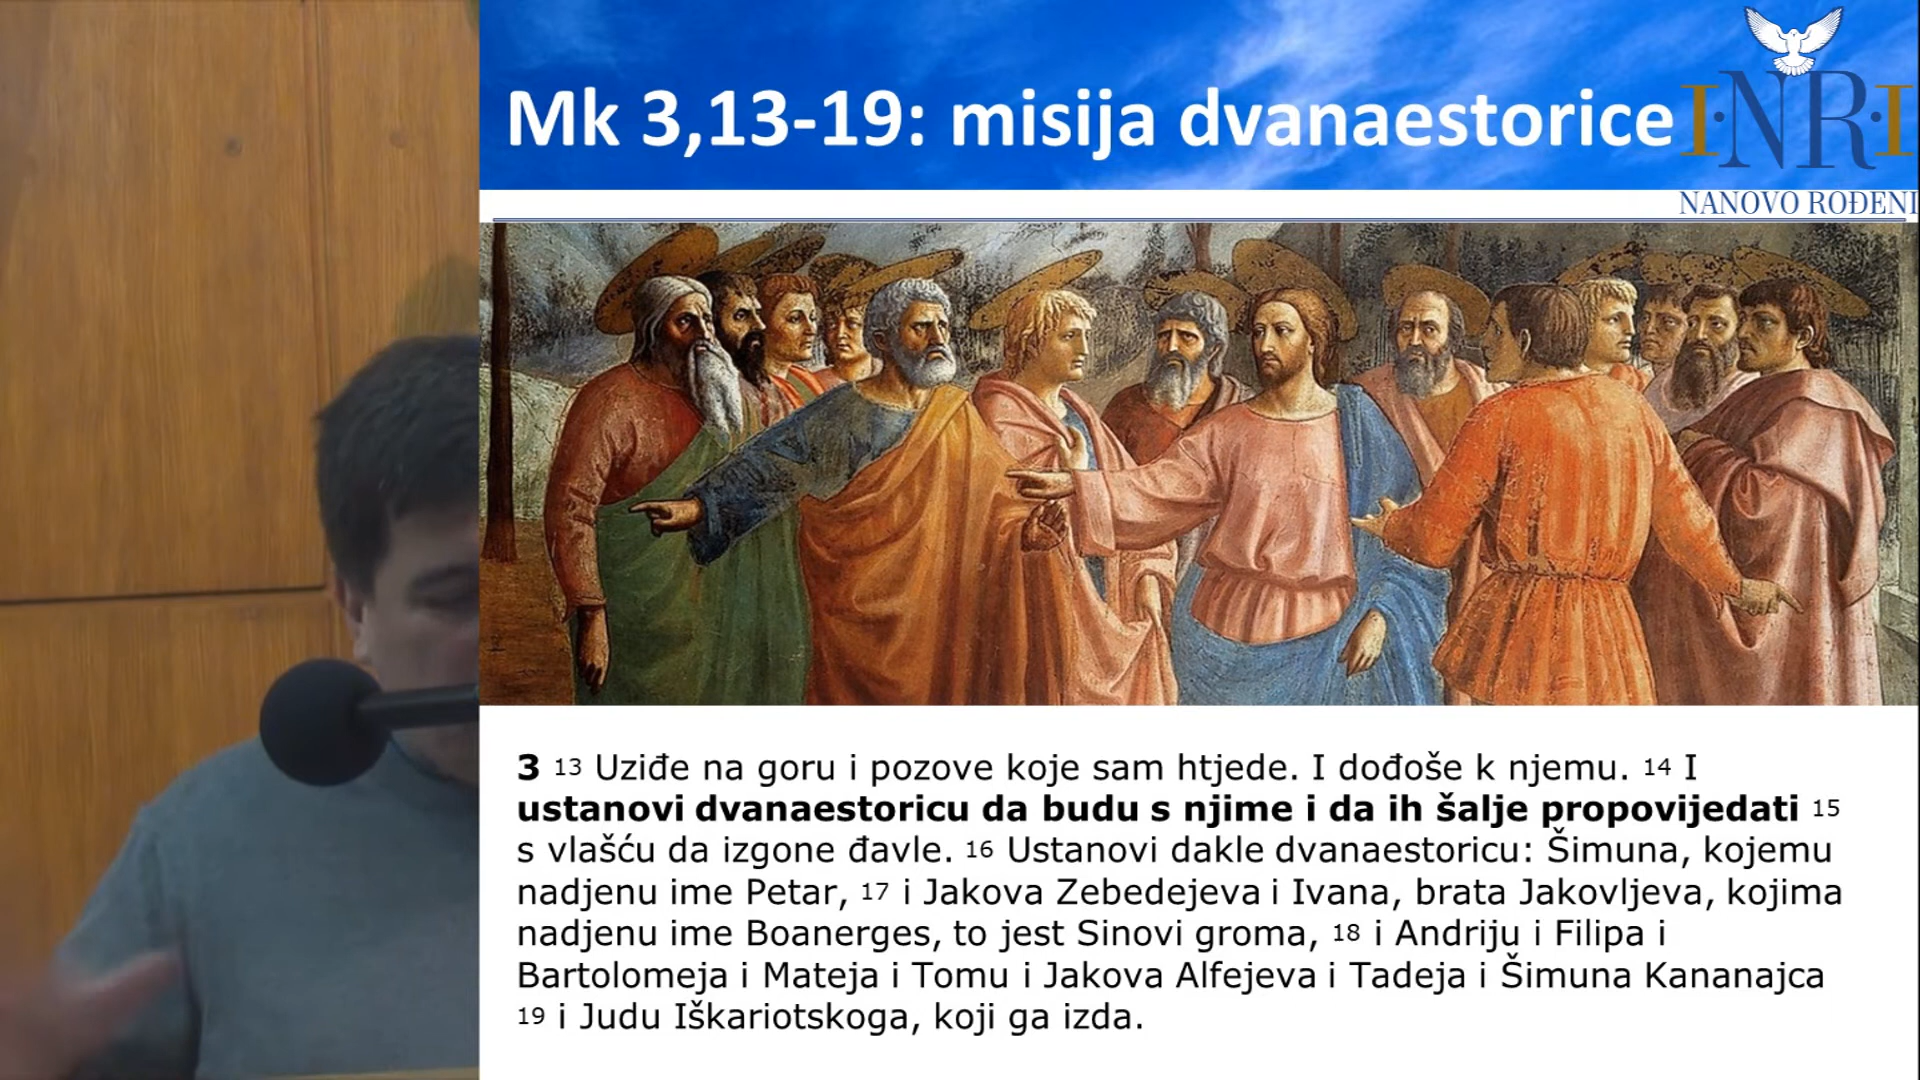 Mk 3,13-19: misija dvanaestorice
I·NR·I
NANOVO ROĐENI
3 13 Uziđe na goru i pozove koje sam htjede. I dođoše k njemu. 14 I
ustanovi dvanaestoricu da budu s njime i da ih šalje propovijedati 15
s vlašću da izgone đavle. 16 Ustanovi dakle dvanaestoricu: Šimuna, kojemu
nadjenu ime Petar, 17 i Jakova Zebedejeva i Ivana, brata Jakovljeva, kojima
nadjenu ime Boanerges, to jest Sinovi groma, 18 i Andriju i Filipa i
Bartolomeja i Mateja i Tomu i Jakova Alfejeva i Tadeja i Šimuna Kananajca
19 i Judu Iškariotskoga, koji ga izda.